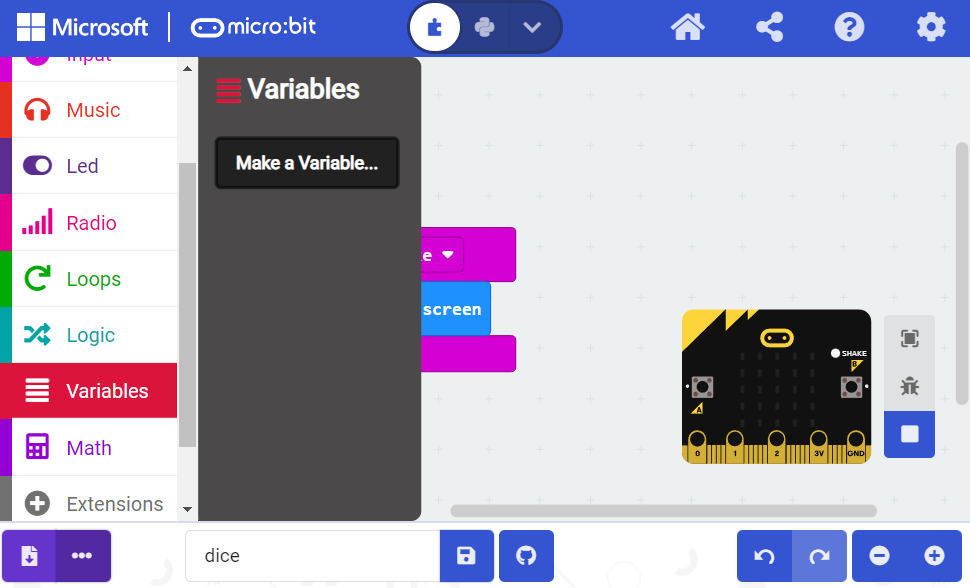 Microsoft
micro:bit
Input
Music
Led
Radio
Loops
Logic
Variables
Math
Extensions
Variables
Make a Variable...
e
screen
SHAKE
B
A
0
1
2
3V
GND
dice